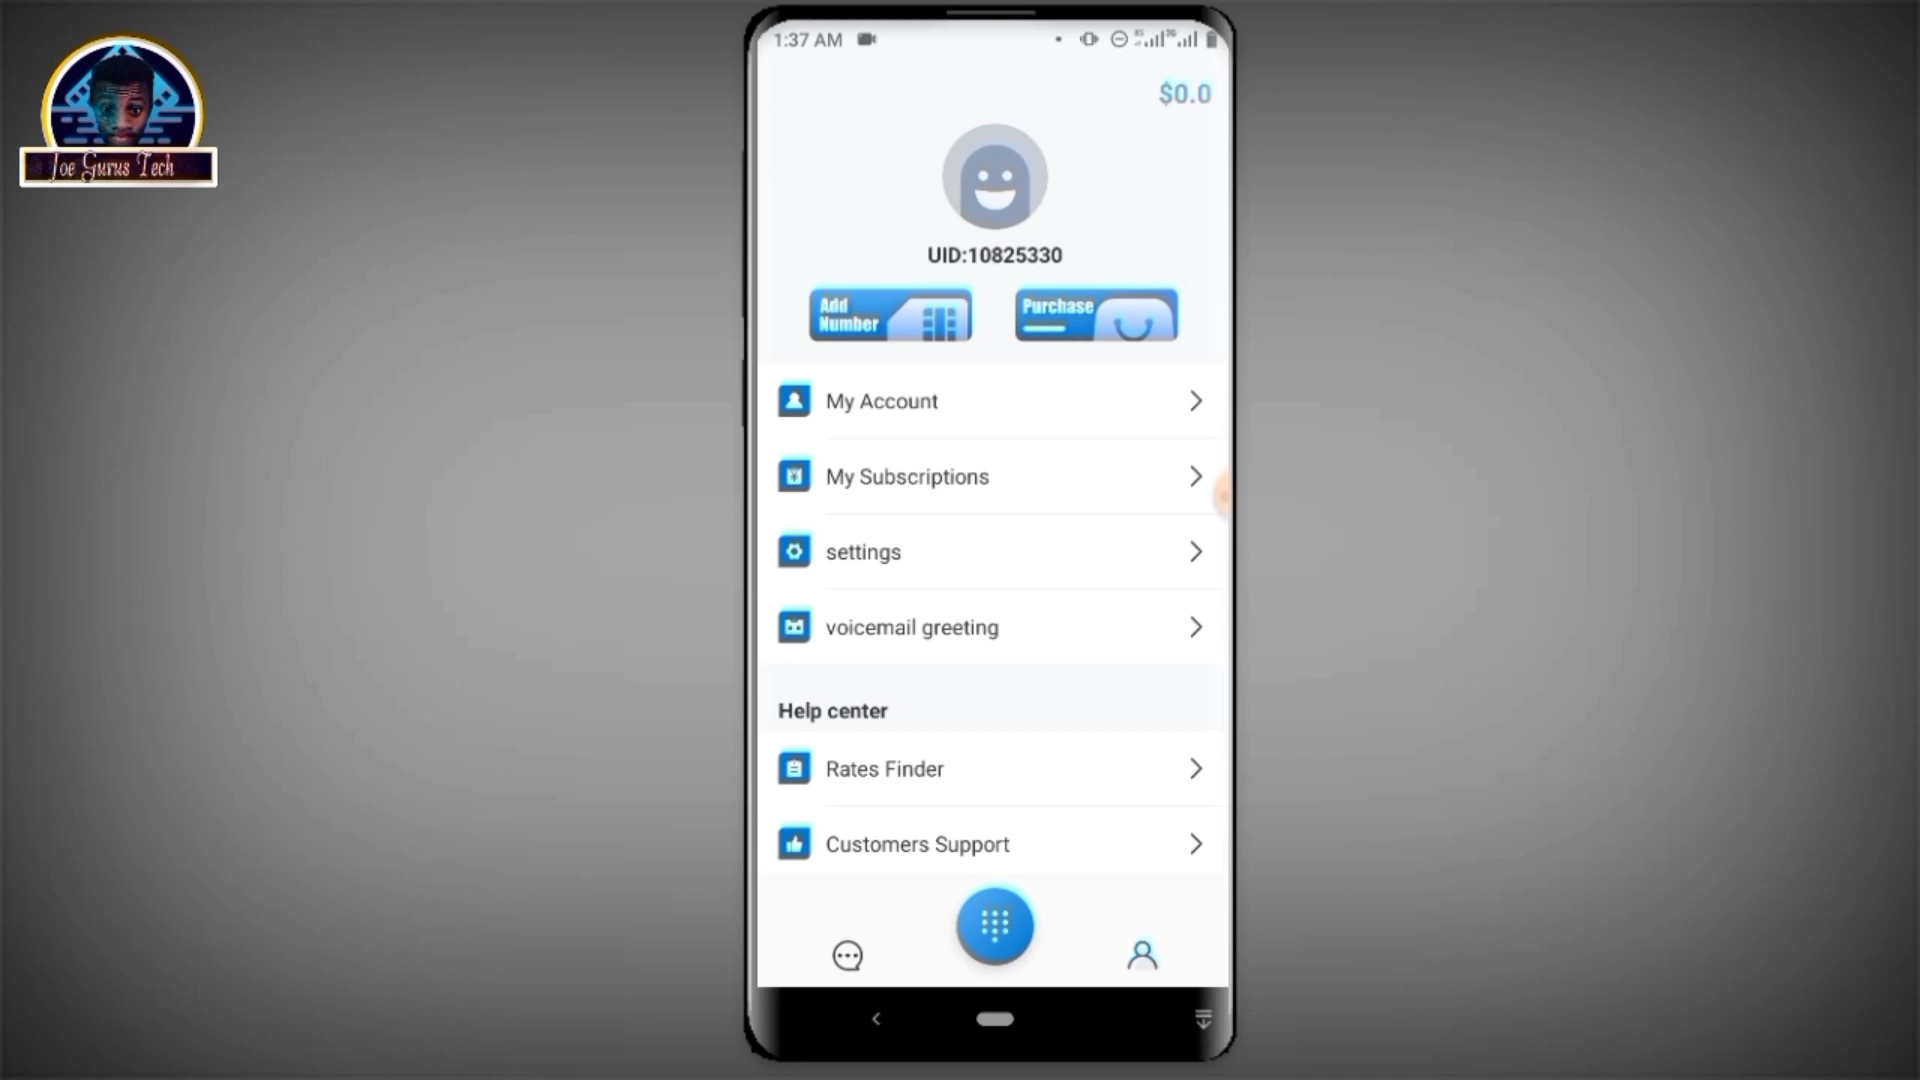 Joe Gurus Tech
1:37 AM
$0.0
UID:10825330
Add
Number
Purchase
My Account
My Subscriptions
settings
voicemail greeting
Help center
Rates Finder
Customers Support